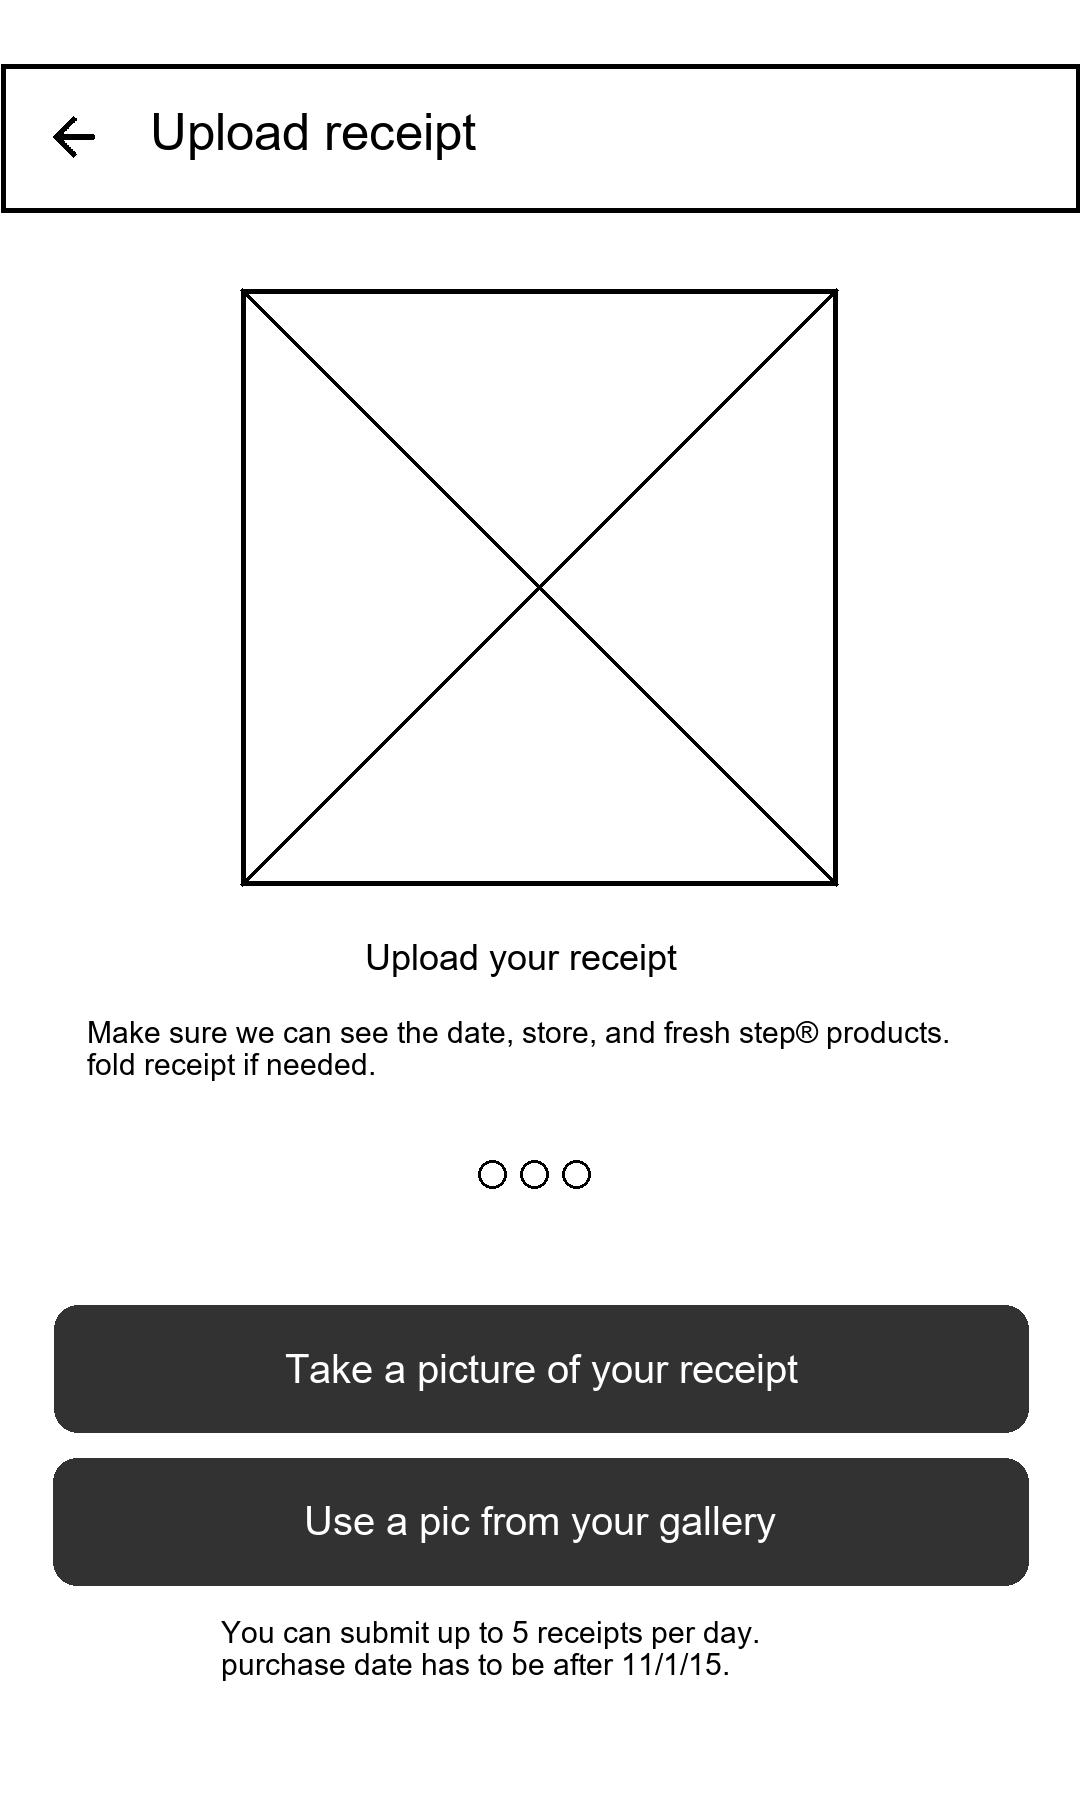 Upload receipt
Upload your receipt
Make sure we can see the date, store, and fresh step® products.
fold receipt if needed.
Take a picture of your receipt
Use a pic from your gallery
You can submit up to 5 receipts per day.
purchase date has to be after 11/1/15.